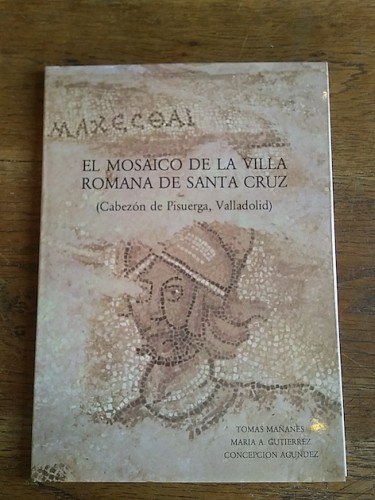 ΜΑΧΕϹΘΑΙ
EL MOSAICO DE LA VILLA
ROMANA DE SANTA CRUZ
(Cabezón de Pisuerga, Valladolid)
TOMAS MAÑANES
MARIA A. GUTIERREZ
CONCEPCION AGUNDEZ